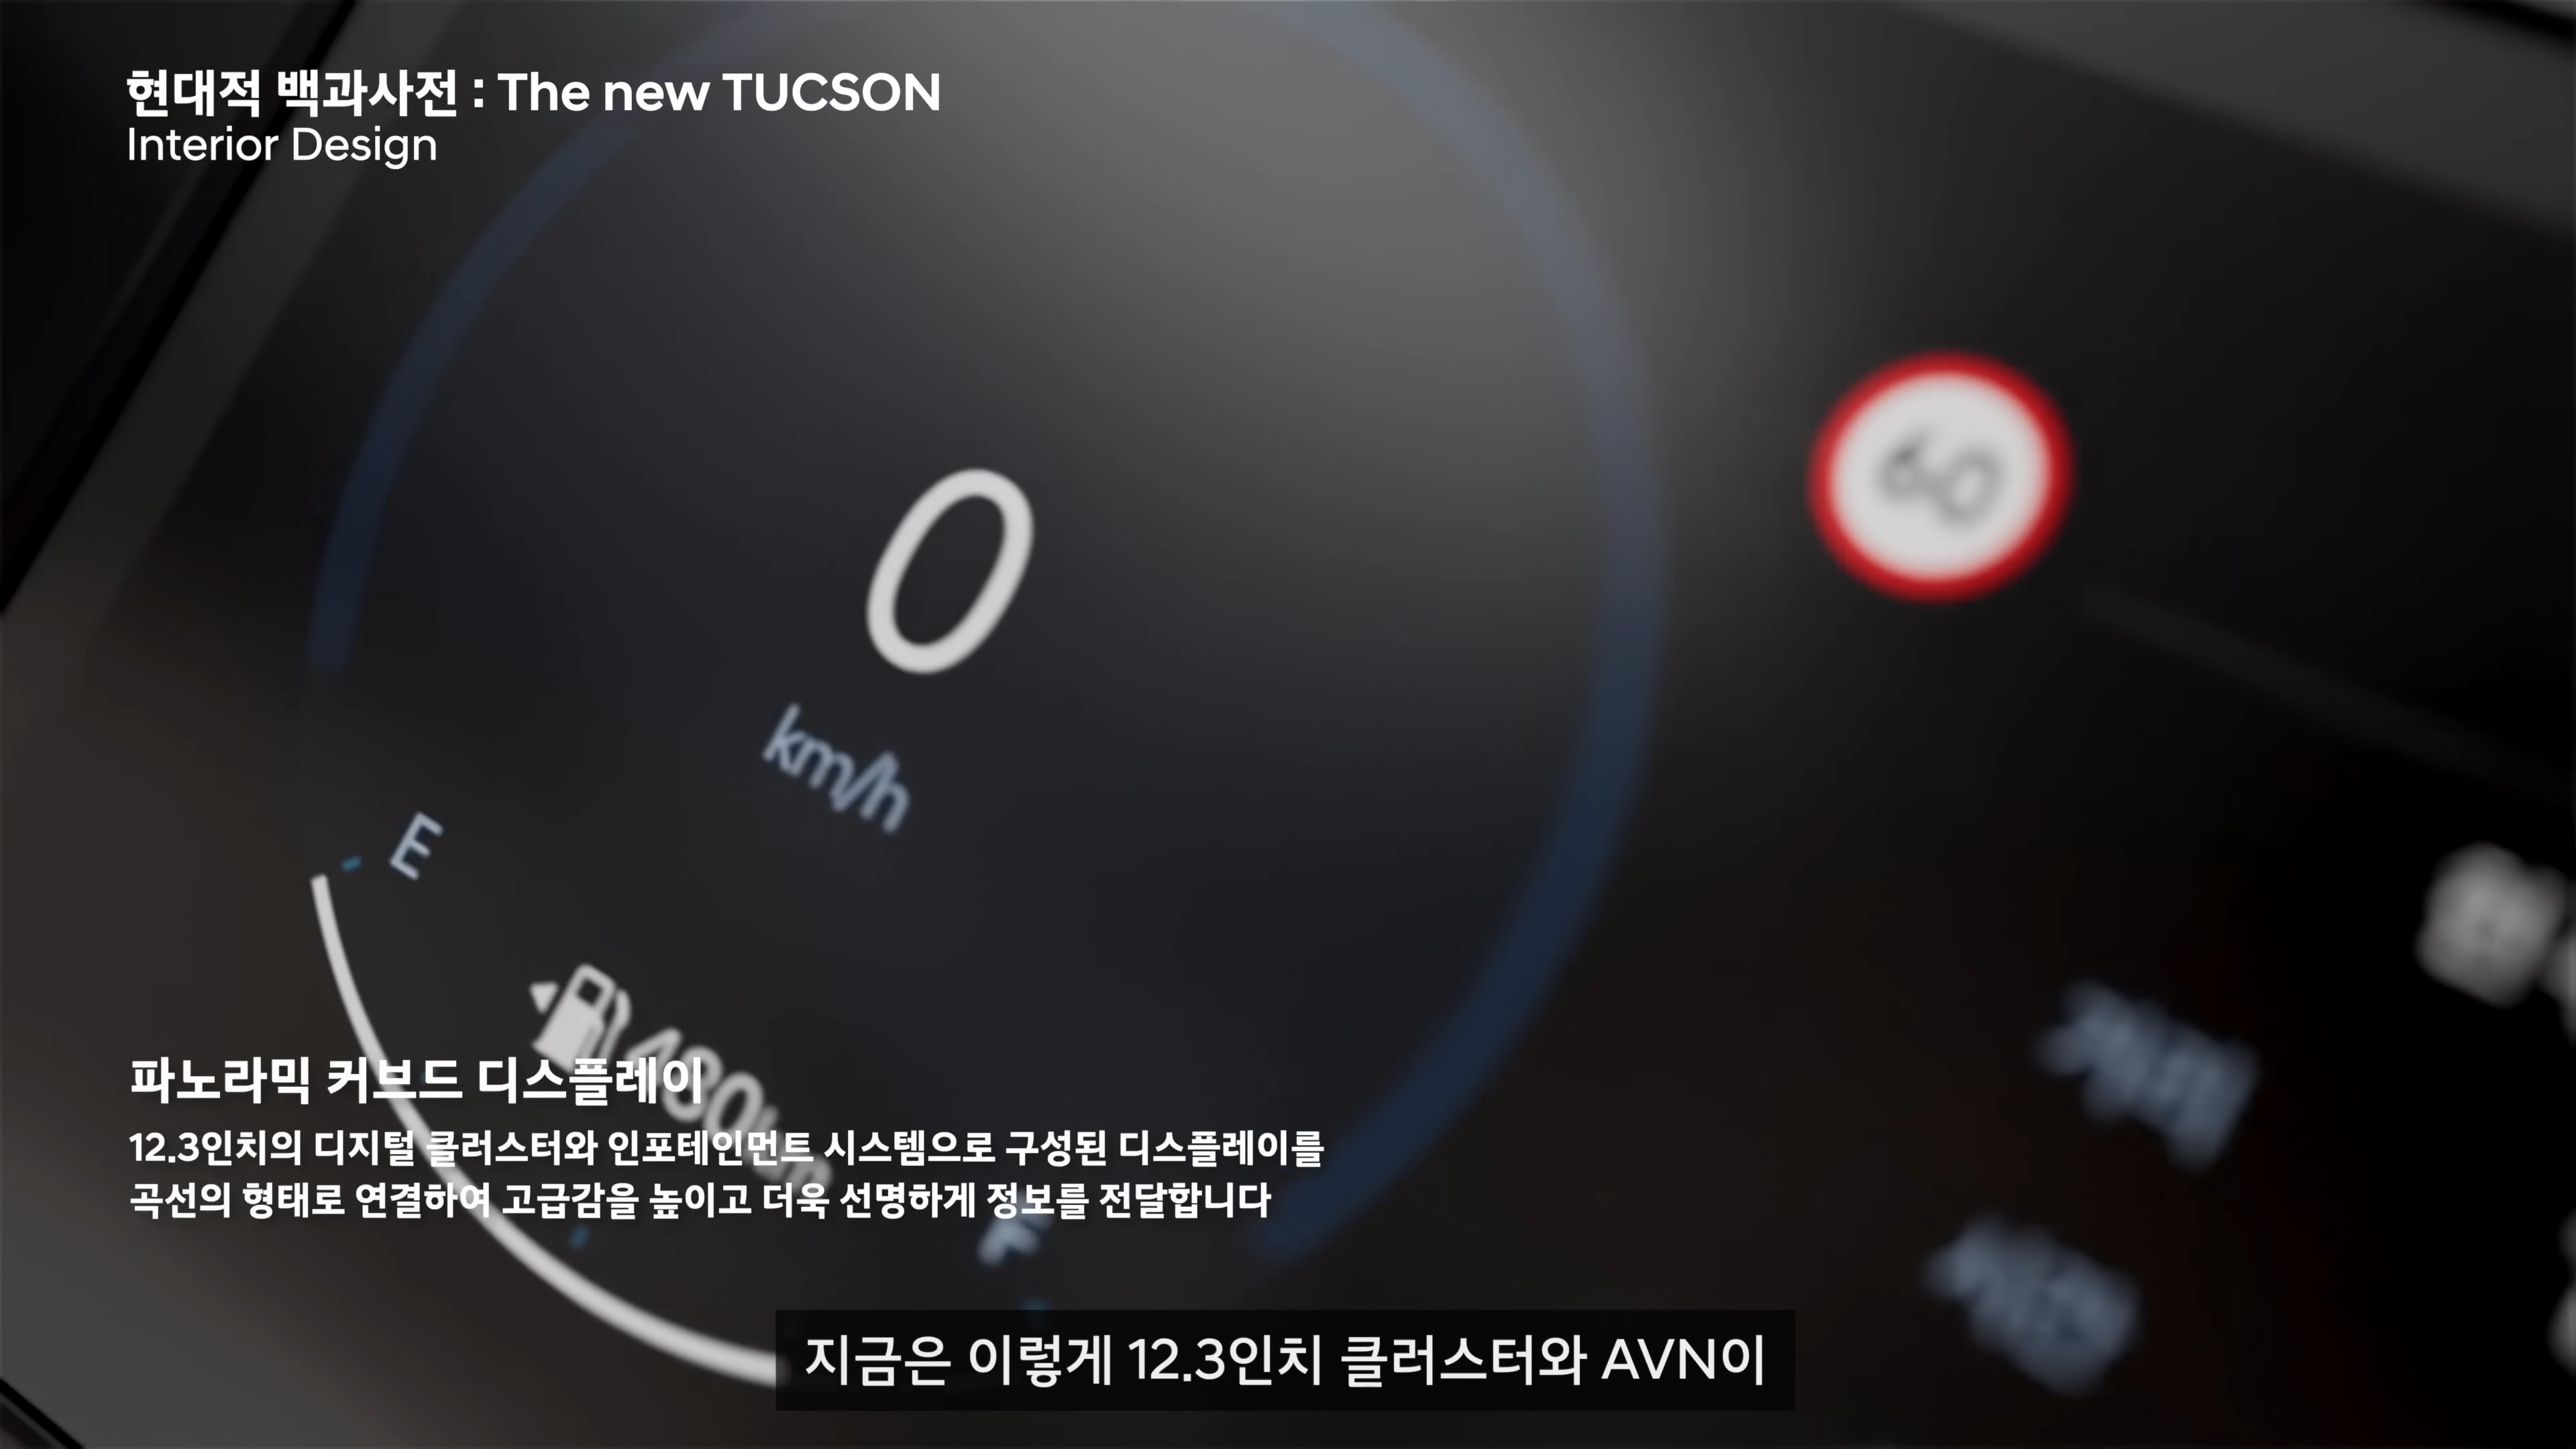 현대적 백과사전 : The new TUCSON
Interior Design
60
0
km/h
E
480km
F
파노라믹 커브드 디스플레이
12.3인치의 디지털 클러스터와 인포테인먼트 시스템으로 구성된 디스플레이를
곡선의 형태로 연결하여 고급감을 높이고 더욱 선명하게 정보를 전달합니다
지금은 이렇게 12.3인치 클러스터와 AVN이